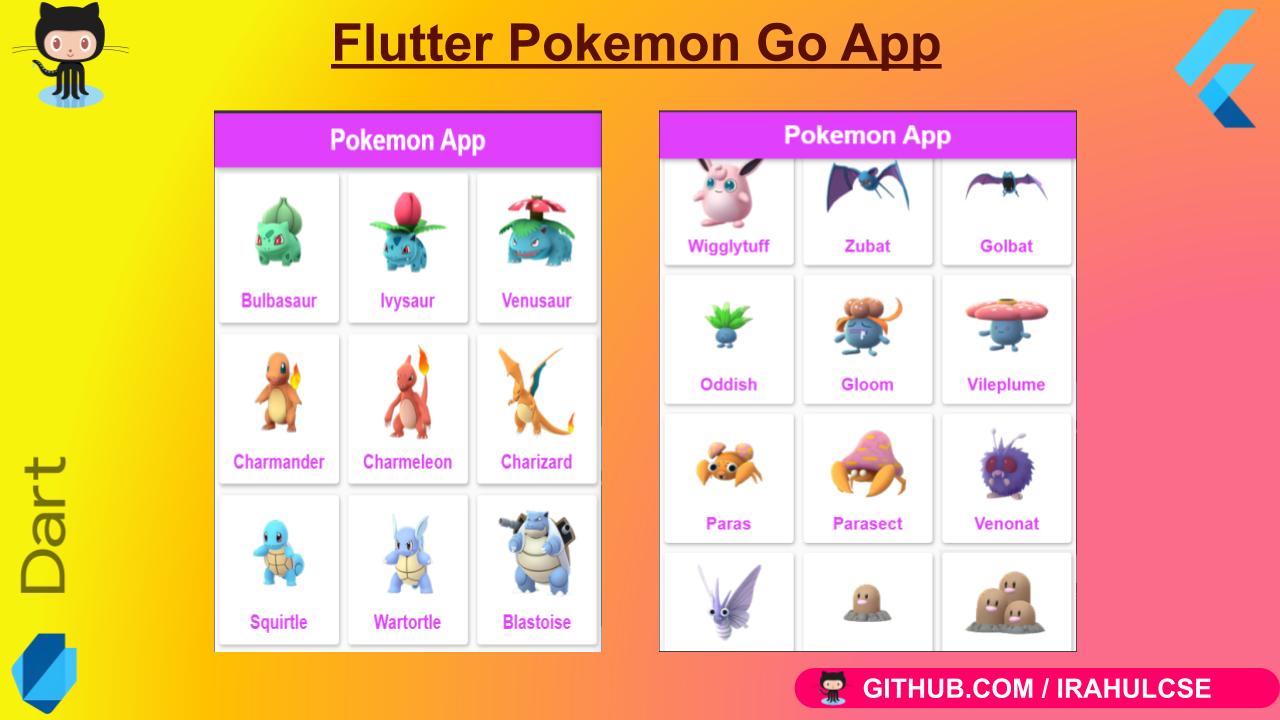 Flutter Pokemon Go App
Pokemon App
Bulbasaur Ivysaur Venusaur
Charmander Charmeleon Charizard
Squirtle Wartortle Blastoise
Pokemon App
Wigglytuff Zubat Golbat
Oddish Gloom Vileplume
Paras Parasect Venonat
Dart
GITHUB.COM / IRAHULCSE